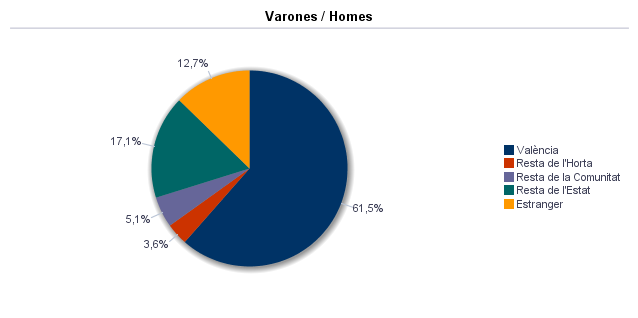 Varones / Homes
12,7%
17,1%
5,1%
3,6%
61,5%
València
Resta de l'Horta
Resta de la Comunitat
Resta de l'Estat
Estranger